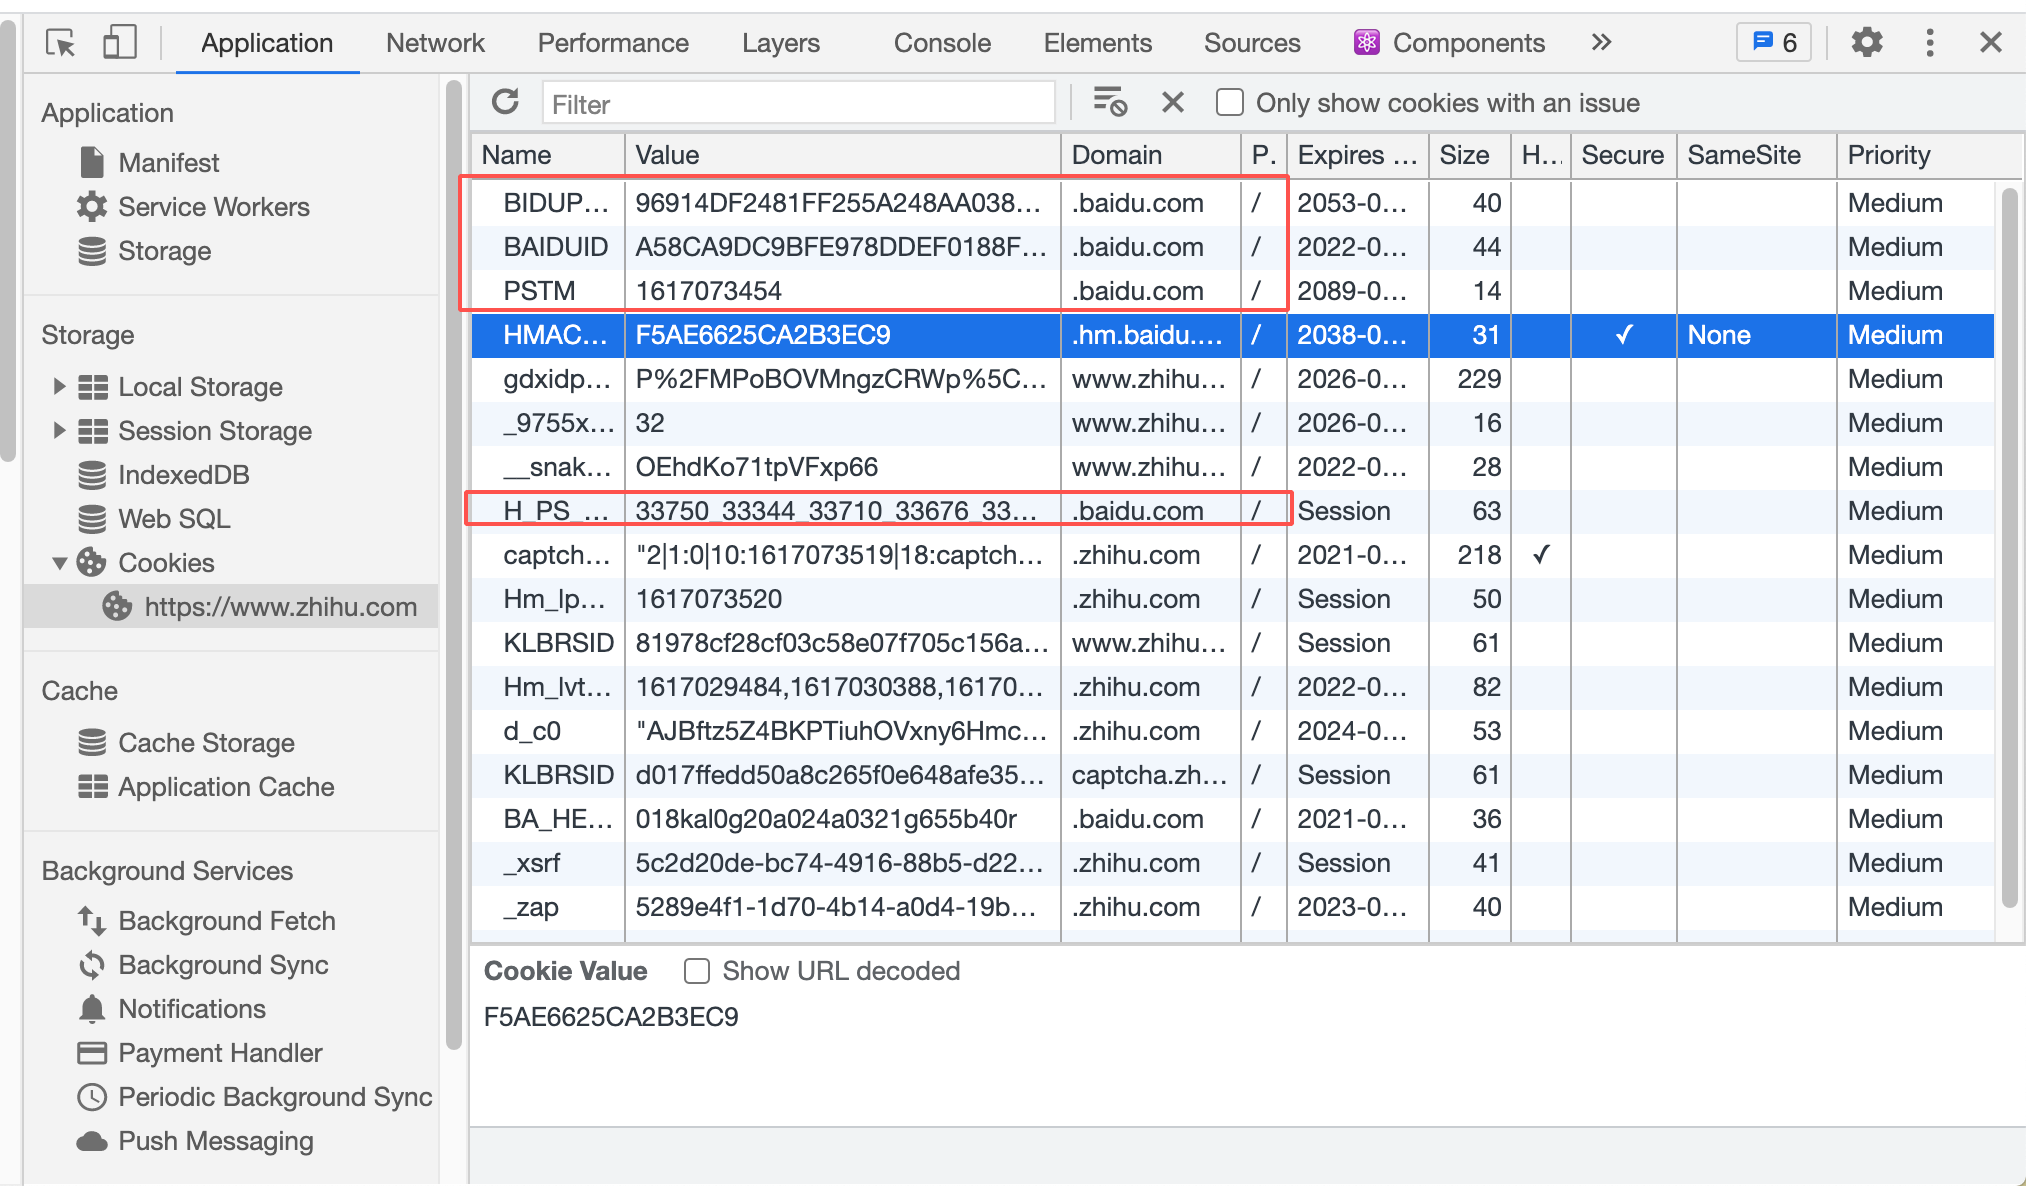 Application Network Performance Layers Console Elements Sources Components 6
Application
Manifest
Service Workers
Storage
Storage
Local Storage
Session Storage
IndexedDB
Web SQL
Cookies
https://www.zhihu.com
Cache
Cache Storage
Application Cache
Background Services
Background Fetch
Background Sync
Notifications
Payment Handler
Periodic Background Sync
Push Messaging
Filter Only show cookies with an issue
Name Value Domain P. Expires ... Size H... Secure SameSite Priority
BIDUP... 96914DF2481FF255A248AA038... .baidu.com / 2053-0... 40 Medium
BAIDUID A58CA9DC9BFE978DDEF0188F... .baidu.com / 2022-0... 44 Medium
PSTM 1617073454 .baidu.com / 2089-0... 14 Medium
HMAC... F5AE6625CA2B3EC9 .hm.baidu.... / 2038-0... 31 ✓ None Medium
gdxidp... P%2FMPoBOVMngzCRWp%5C... www.zhihu... / 2026-0... 229 Medium
_9755x... 32 www.zhihu... / 2026-0... 16 Medium
__snak... OEhdKo71tpVFxp66 www.zhihu... / 2022-0... 28 Medium
H_PS_... 33750_33344_33710_33676_33... .baidu.com / Session 63 Medium
captch... "2|1:0|10:1617073519|18:captch... .zhihu.com / 2021-0... 218 ✓ Medium
Hm_lp... 1617073520 .zhihu.com / Session 50 Medium
KLBRSID 81978cf28cf03c58e07f705c156a... www.zhihu... / Session 61 Medium
Hm_lvt... 1617029484,1617030388,16170... .zhihu.com / 2022-0... 82 Medium
d_c0 "AJBftz5Z4BKPTiuhOVxny6Hmc... .zhihu.com / 2024-0... 53 Medium
KLBRSID d017ffedd50a8c265f0e648afe35... captcha.zh... / Session 61 Medium
BA_HE... 018kal0g20a024a0321g655b40r .baidu.com / 2021-0... 36 Medium
_xsrf 5c2d20de-bc74-4916-88b5-d22... .zhihu.com / Session 41 Medium
_zap 5289e4f1-1d70-4b14-a0d4-19b... .zhihu.com / 2023-0... 40 Medium
Cookie Value Show URL decoded
F5AE6625CA2B3EC9